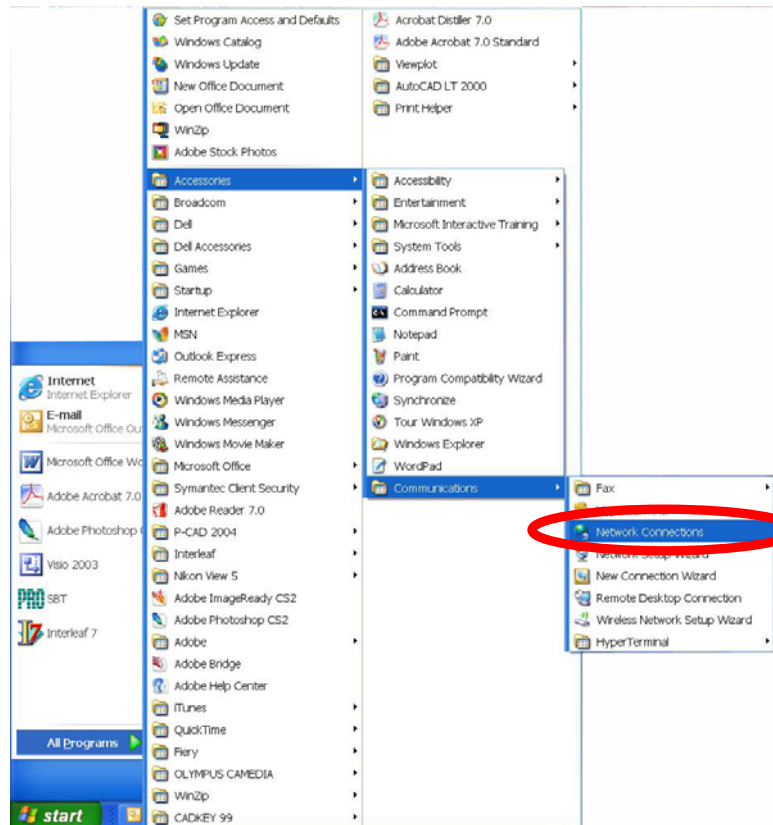 Set Program Access and Defaults
Windows Catalog
Windows Update
New Office Document
Open Office Document
WinZip
Adobe Stock Photos
Accessories
Broadcom
Dell
Dell Accessories
Games
Startup
Internet Explorer
MSN
Outlook Express
Remote Assistance
Windows Media Player
Windows Messenger
Windows Movie Maker
Microsoft Office
Symantec Client Security
Adobe Reader 7.0
P-CAD 2004
Interleaf
Nikon View 5
Adobe ImageReady CS2
Adobe Photoshop CS2
Adobe
Adobe Bridge
Adobe Help Center
iTunes
QuickTime
Fiery
OLYMPUS CAMEDIA
WinZip
CADKEY 99
Acrobat Distiller 7.0
Adobe Acrobat 7.0 Standard
Viewplot
AutoCAD LT 2000
Print Helper
Accessibility
Entertainment
Microsoft Interactive Training
System Tools
Address Book
Calculator
Command Prompt
Notepad
Paint
Program Compatibility Wizard
Synchronize
Tour Windows XP
Windows Explorer
WordPad
Communications
Fax
Network Connections
Network Setup Wizard
New Connection Wizard
Remote Desktop Connection
Wireless Network Setup Wizard
HyperTerminal
Internet
Internet Explorer
E-mail
Microsoft Office Ou
Microsoft Office Wo
Adobe Acrobat 7.0
Adobe Photoshop
Visio 2003
PRO SBT
Interleaf 7
All Programs
start